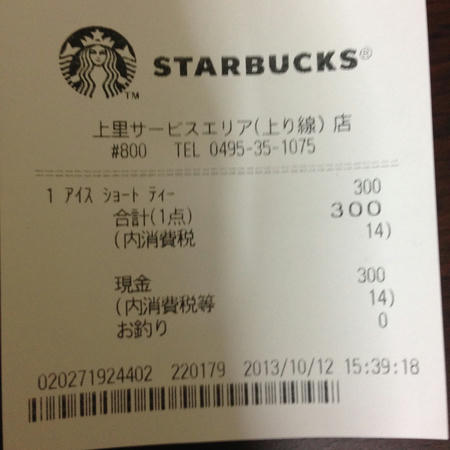 STARBUCKS®
TM
上里サービスエリア(上り線) 店
#800 TEL 0495-35-1075
1 アイス ショート ティー 300
合計(1点) 300
(内消費税 14)
現金 300
(内消費税等 14)
お釣り 0
020271924402 220179 2013/10/12 15:39:18